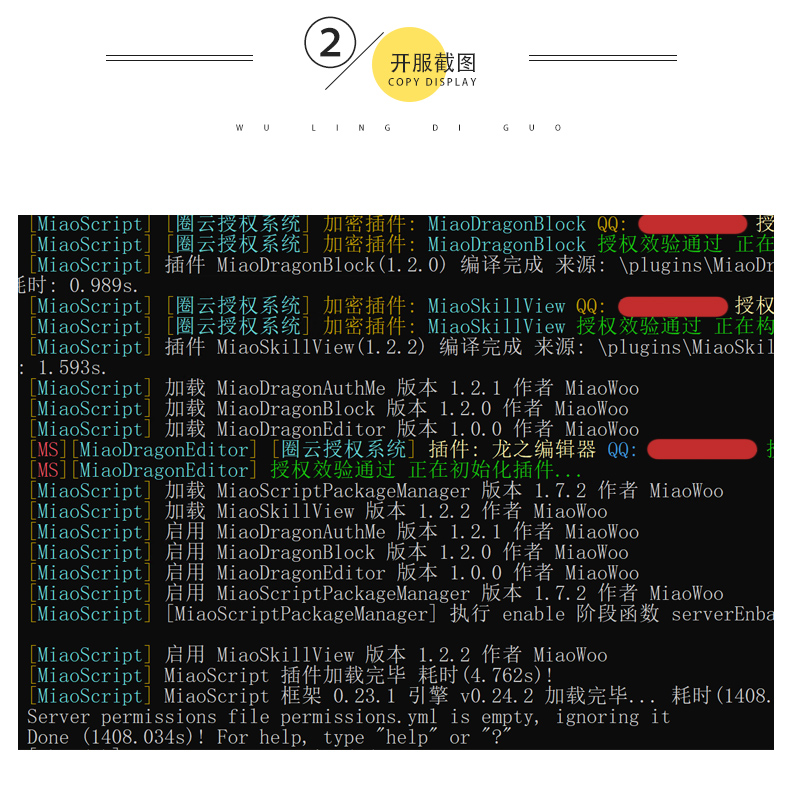 2
开服截图
COPY DISPLAY
WU LING DI GUO
[MiaoScript] [圈云授权系统] 加密插件: MiaoDragonBlock QQ: 授
[MiaoScript] [圈云授权系统] 加密插件: MiaoDragonBlock 授权效验通过 正在
[MiaoScript] 插件 MiaoDragonBlock(1.2.0) 编译完成 来源: \plugins\MiaoDr
耗时: 0.989s.
[MiaoScript] [圈云授权系统] 加密插件: MiaoSkillView QQ: 授权
[MiaoScript] [圈云授权系统] 加密插件: MiaoSkillView 授权效验通过 正在构
[MiaoScript] 插件 MiaoSkillView(1.2.2) 编译完成 来源: \plugins\MiaoSkil
: 1.593s.
[MiaoScript] 加载 MiaoDragonAuthMe 版本 1.2.1 作者 MiaoWoo
[MiaoScript] 加载 MiaoDragonBlock 版本 1.2.0 作者 MiaoWoo
[MiaoScript] 加载 MiaoDragonEditor 版本 1.0.0 作者 MiaoWoo
[MS][MiaoDragonEditor] [圈云授权系统] 插件: 龙之编辑器 QQ:
[MS][MiaoDragonEditor] 授权效验通过 正在初始化插件...
[MiaoScript] 加载 MiaoScriptPackageManager 版本 1.7.2 作者 MiaoWoo
[MiaoScript] 加载 MiaoSkillView 版本 1.2.2 作者 MiaoWoo
[MiaoScript] 启用 MiaoDragonAuthMe 版本 1.2.1 作者 MiaoWoo
[MiaoScript] 启用 MiaoDragonBlock 版本 1.2.0 作者 MiaoWoo
[MiaoScript] 启用 MiaoDragonEditor 版本 1.0.0 作者 MiaoWoo
[MiaoScript] 启用 MiaoScriptPackageManager 版本 1.7.2 作者 MiaoWoo
[MiaoScript] [MiaoScriptPackageManager] 执行 enable 阶段函数 serverEnba
[MiaoScript] 启用 MiaoSkillView 版本 1.2.2 作者 MiaoWoo
[MiaoScript] MiaoScript 插件加载完毕 耗时(4.762s)!
[MiaoScript] MiaoScript 框架 0.23.1 引擎 v0.24.2 加载完毕... 耗时(1408.
Server permissions file permissions.yml is empty, ignoring it
Done (1408.034s)! For help, type "help" or "?"